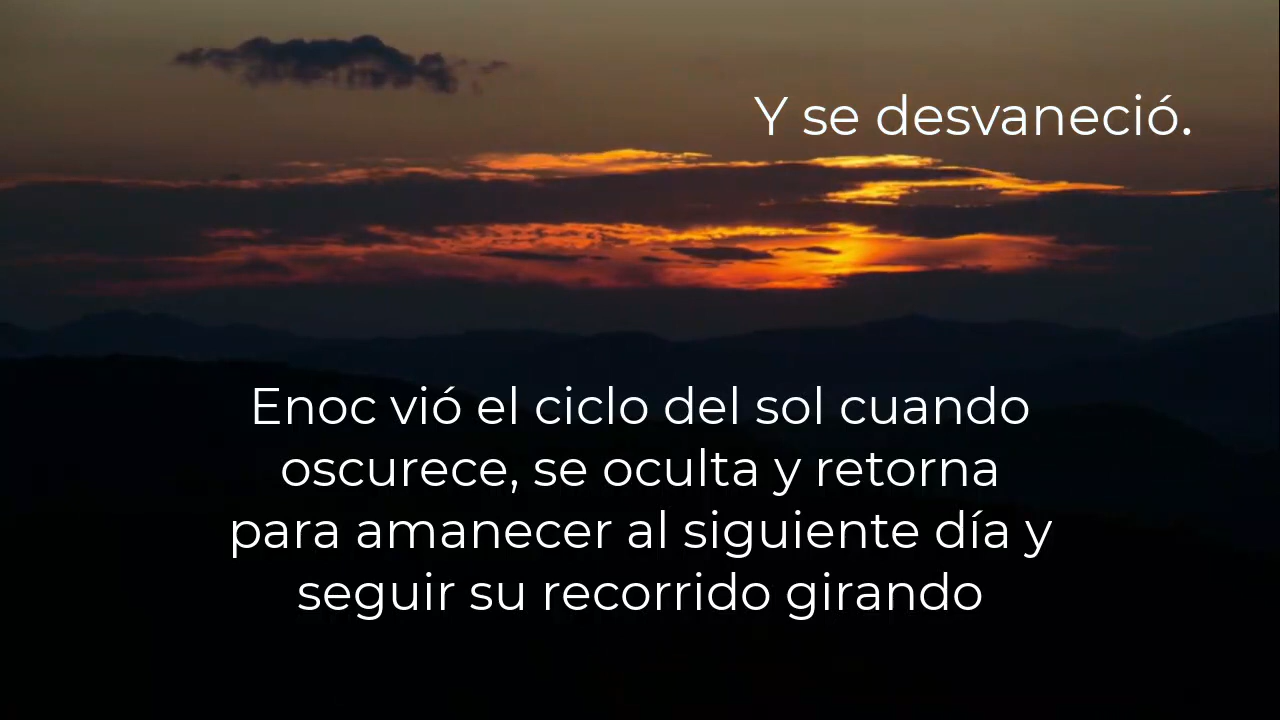 Y se desvaneció.
Enoc vió el ciclo del sol cuando
oscurece, se oculta y retorna
para amanecer al siguiente día y
seguir su recorrido girando